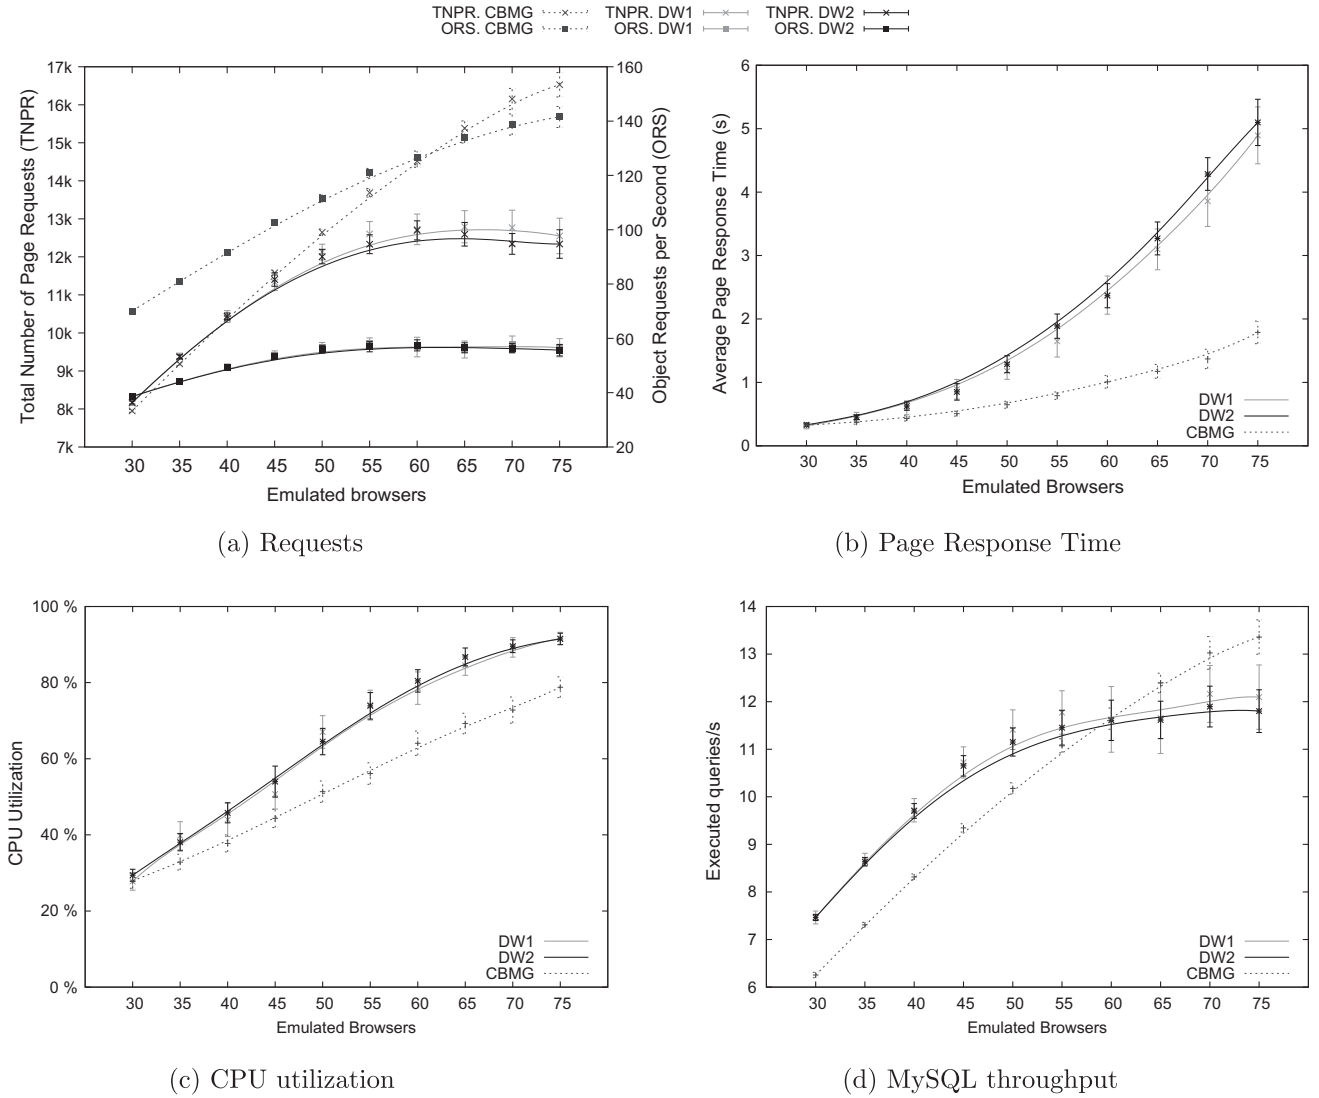 TNPR. CBMG TNPR. DW1 TNPR. DW2
ORS. CBMG ORS. DW1 ORS. DW2
Total Number of Page Requests (TNPR)
17k
16k
15k
14k
13k
12k
11k
10k
9k
8k
7k
160
140
120
100
80
60
40
20
Object Requests per Second (ORS)
30 35 40 45 50 55 60 65 70 75
Emulated browsers
(a) Requests
Average Page Response Time (s)
6
5
4
3
2
1
0
DW1
DW2
CBMG
30 35 40 45 50 55 60 65 70 75
Emulated Browsers
(b) Page Response Time
CPU Utilization
100 %
80 %
60 %
40 %
20 %
0 %
DW1
DW2
CBMG
30 35 40 45 50 55 60 65 70 75
Emulated Browsers
(c) CPU utilization
Executed queries/s
14
13
12
11
10
9
8
7
6
DW1
DW2
CBMG
30 35 40 45 50 55 60 65 70 75
Emulated Browsers
(d) MySQL throughput